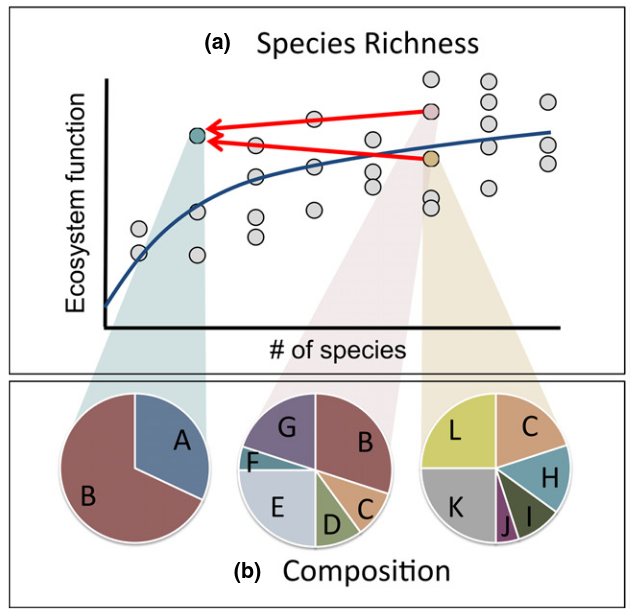 (a) Species Richness
Ecosystem function
# of species
A
B
G
B
F
E
D
C
L
C
H
K
J
I
(b) Composition